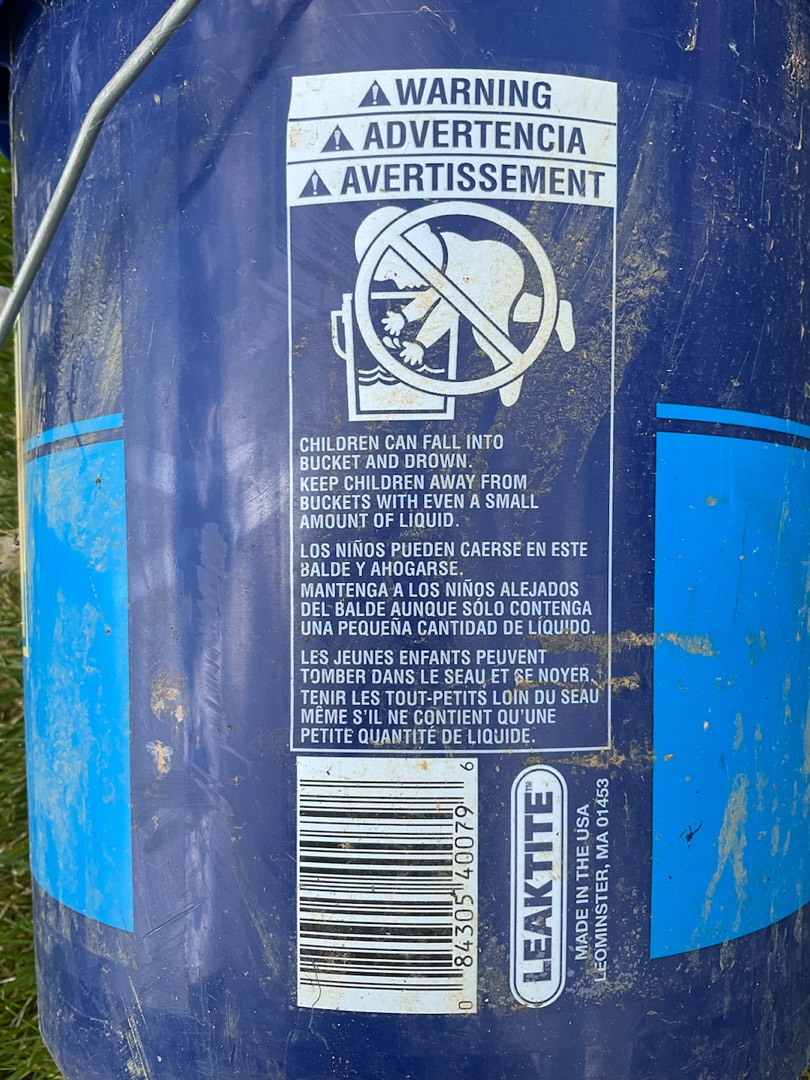 WARNING
ADVERTENCIA
AVERTISSEMENT
CHILDREN CAN FALL INTO
BUCKET AND DROWN.
KEEP CHILDREN AWAY FROM
BUCKETS WITH EVEN A SMALL
AMOUNT OF LIQUID.
LOS NIÑOS PUEDEN CAERSE EN ESTE
BALDE Y AHOGARSE.
MANTENGA A LOS NIÑOS ALEJADOS
DEL BALDE AUNQUE SÓLO CONTENGA
UNA PEQUEÑA CANTIDAD DE LÍQUIDO.
LES JEUNES ENFANTS PEUVENT
TOMBER DANS LE SEAU ET SE NOYER.
TENIR LES TOUT-PETITS LOIN DU SEAU
MÊME S'IL NE CONTIENT QU'UNE
PETITE QUANTITÉ DE LIQUIDE.
0 84305 40079 6
LEAKTITE™
MADE IN THE USA
LEOMINSTER, MA 01453